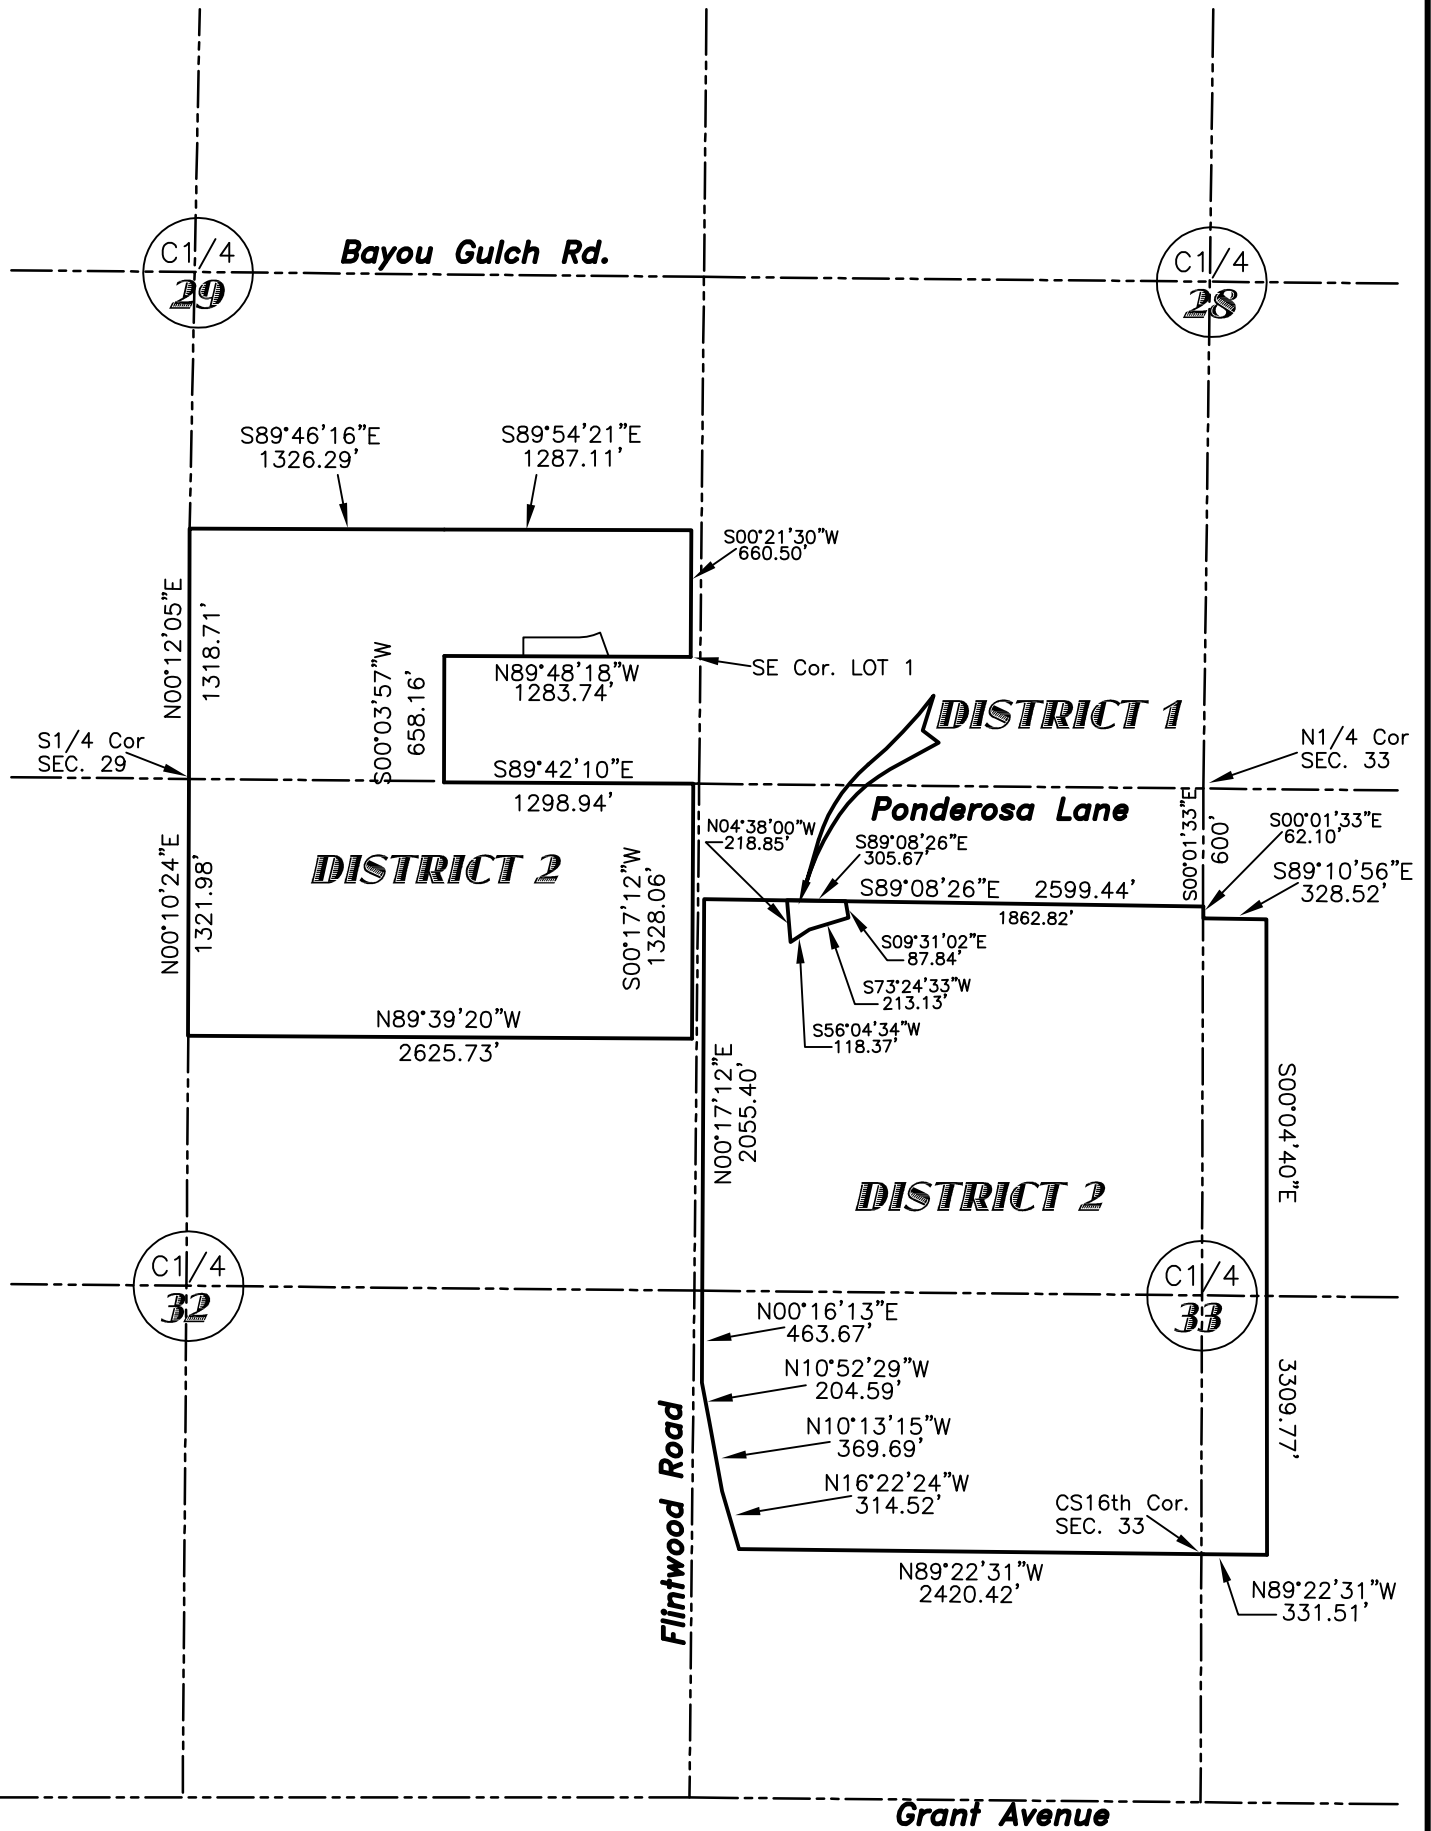 C1/4
29
Bayou Gulch Rd.
C1/4
28
S89°46'16"E
1326.29'
S89°54'21"E
1287.11'
S00°21'30"W
660.50'
N00°12'05"E
1318.71'
S00°03'57"W
658.16'
N89°48'18"W
1283.74'
SE Cor. LOT 1
DISTRICT 1
S1/4 Cor
SEC. 29
N1/4 Cor
SEC. 33
S89°42'10"E
1298.94'
Ponderosa Lane
S00°01'33"E
600'
S00°01'33"E
62.10'
S89°10'56"E
328.52'
N04°38'00"W
218.85'
S89°08'26"E
305.67'
S89°08'26"E 2599.44'
1862.82'
DISTRICT 2
N00°10'24"E
1321.98'
S00°17'12"W
1328.06'
S09°31'02"E
87.84'
S73°24'33"W
213.13'
S56°04'34"W
118.37'
N89°39'20"W
2625.73'
N00°17'12"E
2055.40'
S00°04'40"E
3309.77'
DISTRICT 2
C1/4
32
C1/4
33
N00°16'13"E
463.67'
N10°52'29"W
204.59'
N10°13'15"W
369.69'
N16°22'24"W
314.52'
Flintwood Road
CS16th Cor.
SEC. 33
N89°22'31"W
2420.42'
N89°22'31"W
331.51'
Grant Avenue